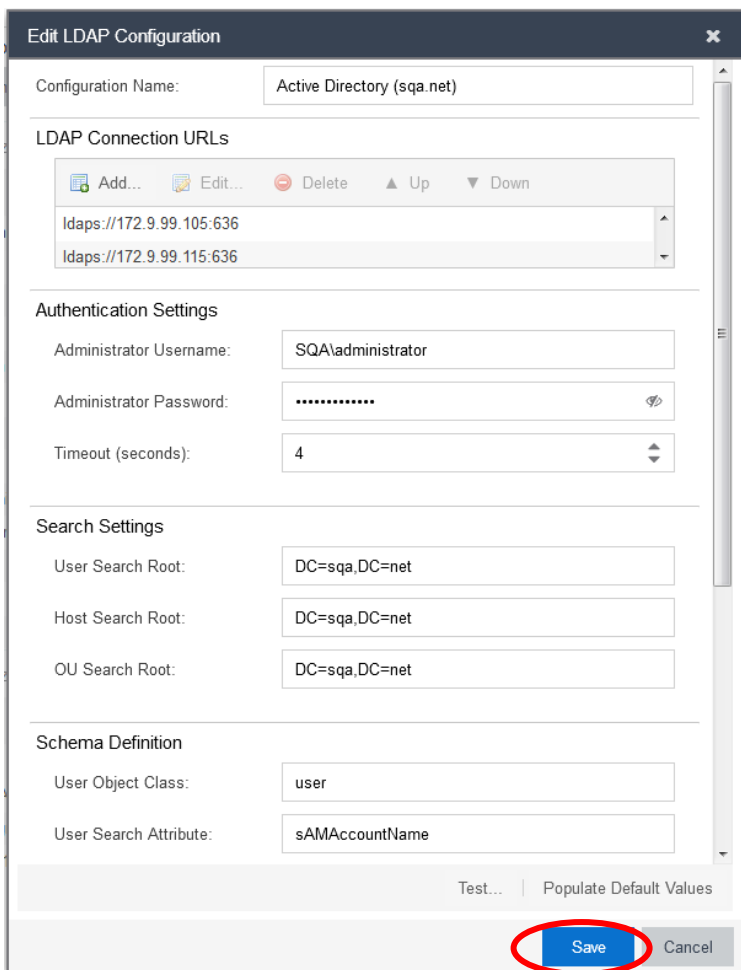 Edit LDAP Configuration
Configuration Name: Active Directory (sqa.net)
LDAP Connection URLs
Add... Edit... Delete Up Down
ldaps://172.9.99.105:636
ldaps://172.9.99.115:636
Authentication Settings
Administrator Username: SQA\administrator
Administrator Password: •••••••••••••
Timeout (seconds): 4
Search Settings
User Search Root: DC=sqa,DC=net
Host Search Root: DC=sqa,DC=net
OU Search Root: DC=sqa,DC=net
Schema Definition
User Object Class: user
User Search Attribute: sAMAccountName
Test... Populate Default Values
Save Cancel